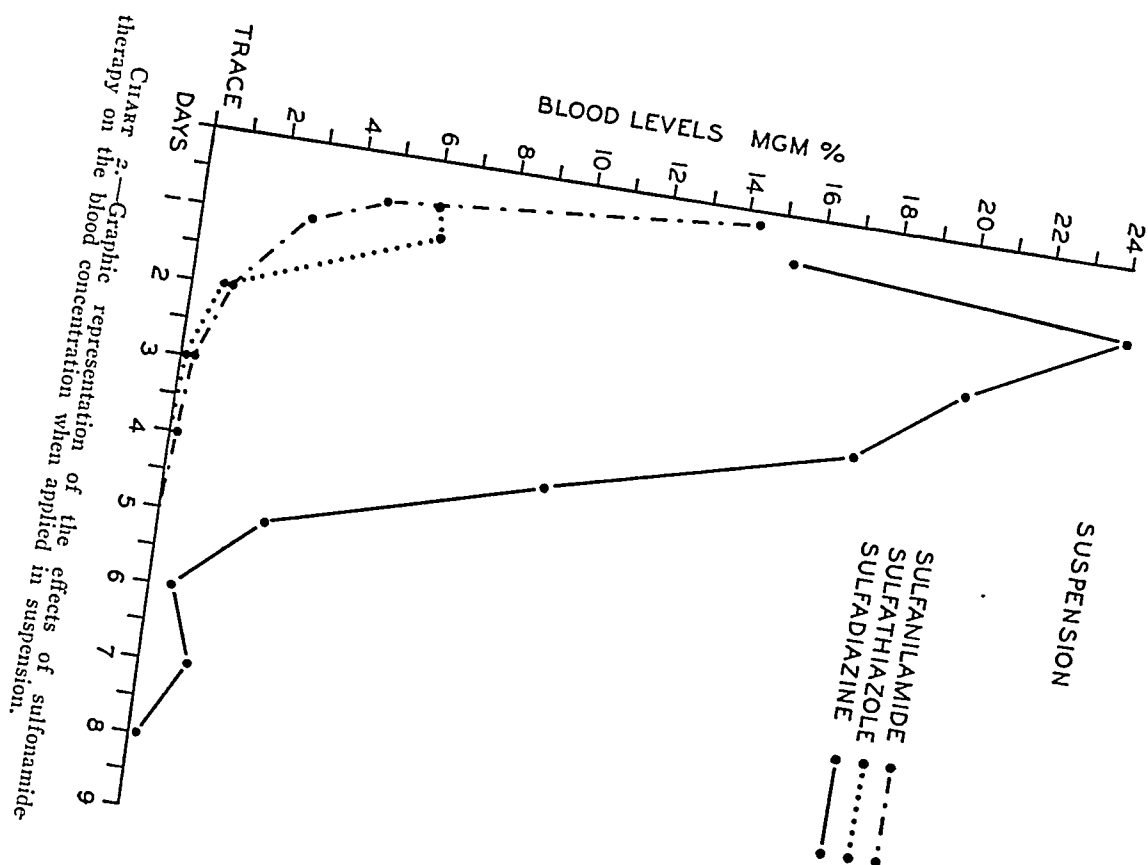 SUSPENSION
SULFANILAMIDE
SULFATHIAZOLE
SULFADIAZINE
BLOOD LEVELS MGM %
24
22
20
18
16
14
12
10
8
6
4
2
TRACE
DAYS 1 2 3 4 5 6 7 8 9
CHART 2.—Graphic representation of the effects of sulfonamide
therapy on the blood concentration when applied in suspension.